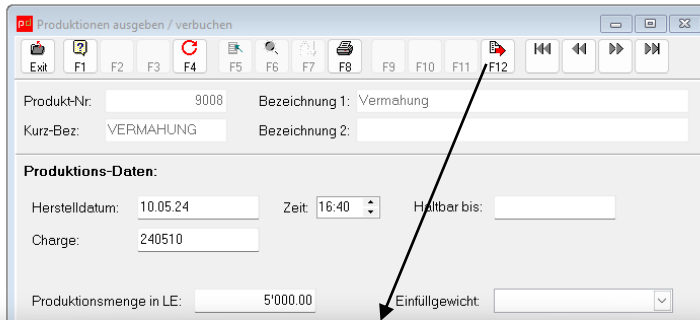 pd Produktionen ausgeben / verbuchen
Exit F1 F2 F3 F4 F5 F6 F7 F8 F9 F10 F11 F12
Produkt-Nr: 9008 Bezeichnung 1: Vermahung
Kurz-Bez: VERMAHUNG Bezeichnung 2:
Produktions-Daten:
Herstelldatum: 10.05.24 Zeit: 16:40 Haltbar bis:
Charge: 240510
Produktionsmenge in LE: 5'000.00 Einfüllgewicht: